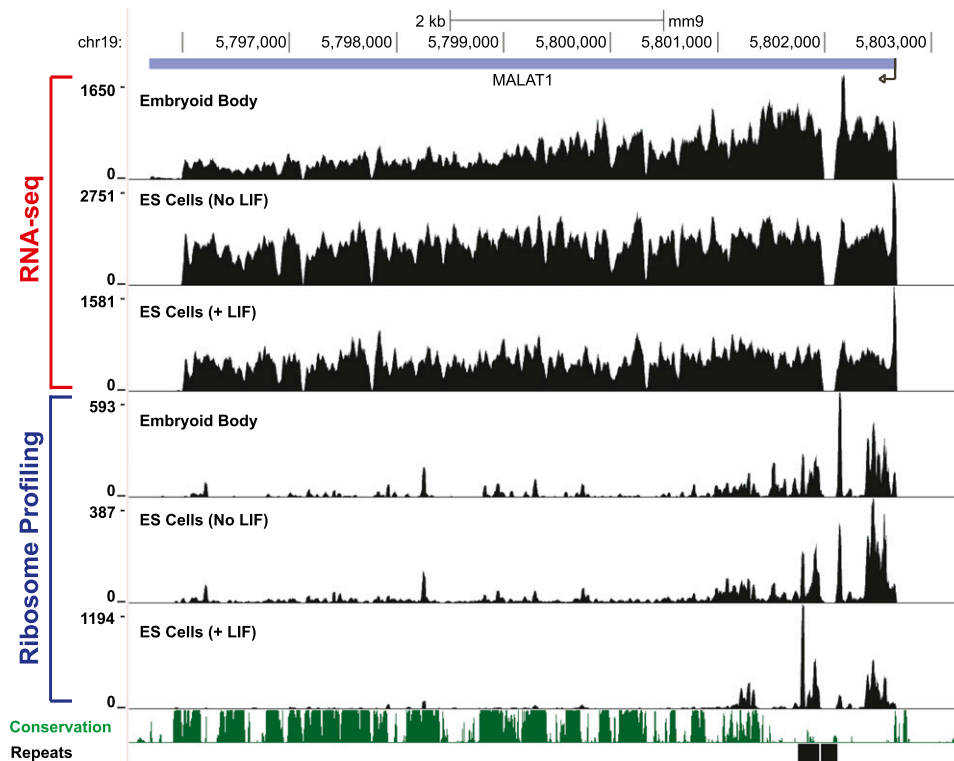 2 kb mm9
chr19: 5,797,000 5,798,000 5,799,000 5,800,000 5,801,000 5,802,000 5,803,000
MALAT1
RNA-seq
1650
Embryoid Body
0
2751
ES Cells (No LIF)
0
1581
ES Cells (+ LIF)
0
Ribosome Profiling
593
Embryoid Body
0
387
ES Cells (No LIF)
0
1194
ES Cells (+ LIF)
0
Conservation
Repeats